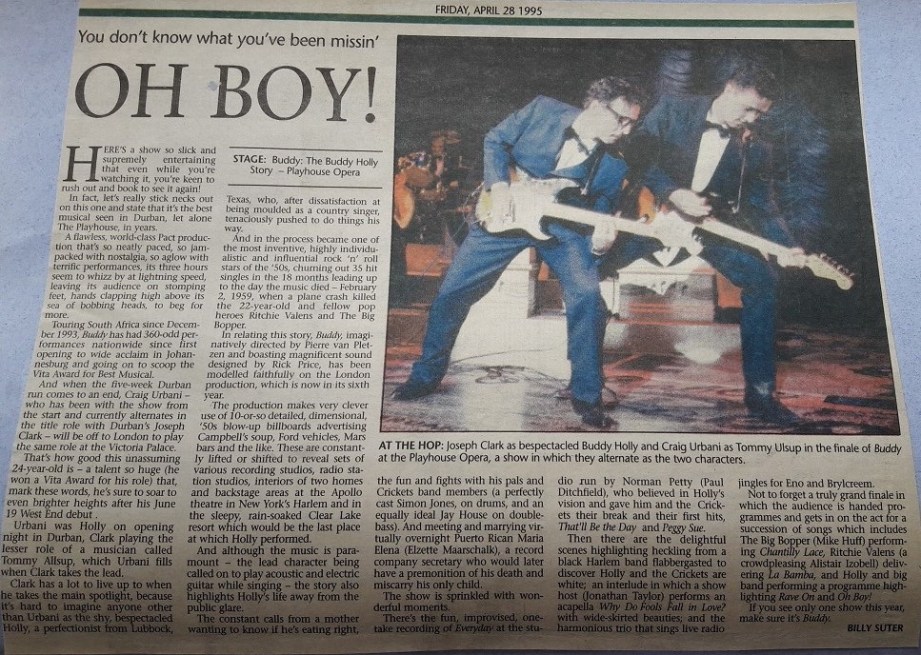 FRIDAY, APRIL 28 1995
You don't know what you've been missin'
OH BOY!
HERE'S a show so slick and
supremely entertaining
that even while you're
watching it, you're keen to
rush out and book to see it again!
In fact, let's really stick necks out
on this one and state that it's the best
musical seen in Durban, let alone
The Playhouse, in years.
A flawless, world-class Pact produc-
tion that's so neatly paced, so jam-
packed with nostalgia, so aglow with
terrific performances, its three hours
seem to whizz by at lightning speed,
leaving its audience on stomping
feet, hands clapping high above its
sea of bobbing heads, to beg for
more.
Touring South Africa since Decem-
ber 1993, Buddy has had 360-odd per-
formances nationwide since first
opening to wide acclaim in Johan-
nesburg and going on to scoop the
Vita Award for Best Musical.
And when the five-week Durban
run comes to an end, Craig Urbani –
who has been with the show from
the start and currently alternates in
the title role with Durban's Joseph
Clark – will be off to London to play
the same role at the Victoria Palace.
That's how good this unassuming
24-year-old is – a talent so huge (he
won a Vita Award for his role) that,
mark these words, he's sure to soar to
even brighter heights after his June
19 West End debut .
Urbani was Holly on opening
night in Durban, Clark playing the
lesser role of a musician called
Tommy Allsup, which Urbani fills
when Clark takes the lead.
Clark has a lot to live up to when
he takes the main spotlight, because
it's hard to imagine anyone other
than Urbani as the shy, bespectacled
Holly, a perfectionist from Lubbock,
STAGE: Buddy: The Buddy Holly
Story – Playhouse Opera
Texas, who, after dissatisfaction at
being moulded as a country singer,
tenaciously pushed to do things his
way.
And in the process became one of
the most inventive, highly individu-
alistic and influential rock 'n' roll
stars of the '50s, churning out 35 hit
singles in the 18 months leading up
to the day the music died – February
2, 1959, when a plane crash killed
the 22-year-old and fellow pop
heroes Ritchie Valens and The Big
Bopper.
In relating this story, Buddy, imagi-
natively directed by Pierre van Plet-
zen and boasting magnificent sound
designed by Rick Price, has been
modelled faithfully on the London
production, which is now in its sixth
year.
The production makes very clever
use of 10-or-so detailed, dimensional,
'50s blow-up billboards advertising
Campbell's soup, Ford vehicles, Mars
bars and the like. These are constant-
ly lifted or shifted to reveal sets of
various recording studios, radio sta-
tion studios, interiors of two homes
and backstage areas at the Apollo
theatre in New York's Harlem and in
the sleepy, rain-soaked Clear Lake
resort which would be the last place
at which Holly performed.
And although the music is para-
mount – the lead character being
called on to play acoustic and electric
guitar while singing – the story also
highlights Holly's life away from the
public glare.
The constant calls from a mother
wanting to know if he's eating right,
AT THE HOP: Joseph Clark as bespectacled Buddy Holly and Craig Urbani as Tommy Ulsup in the finale of Buddy
at the Playhouse Opera, a show in which they alternate as the two characters.
the fun and fights with his pals and
Crickets band members (a perfectly
cast Simon Jones, on drums, and an
equally ideal Jay House on double-
bass). And meeting and marrying vir-
tually overnight Puerto Rican Maria
Elena (Elzette Maarschalk), a record
company secretary who would later
have a premonition of his death and
miscarry his only child.
The show is sprinkled with won-
derful moments.
There's the fun, improvised, one-
take recording of Everyday at the stu-
dio run by Norman Petty (Paul
Ditchfield), who believed in Holly's
vision and gave him and the Crick-
ets their break and their first hits,
That'll Be the Day and Peggy Sue.
Then there are the delightful
scenes highlighting heckling from a
black Harlem band flabbergasted to
discover Holly and the Crickets are
white; an interlude in which a show
host (Jonathan Taylor) performs an
acapella Why Do Fools Fall in Love?
with wide-skirted beauties; and the
harmonious trio that sings live radio
jingles for Eno and Brylcreem.
Not to forget a truly grand finale in
which the audience is handed pro-
grammes and gets in on the act for a
succession of songs which includes
The Big Bopper (Mike Huff) perform-
ing Chantilly Lace, Ritchie Valens (a
crowdpleasing Alistair Izobell) deliv-
ering La Bamba, and Holly and big
band performing a programme high-
lighting Rave On and Oh Boy!
If you see only one show this year,
make sure it's Buddy.
BILLY SUTER